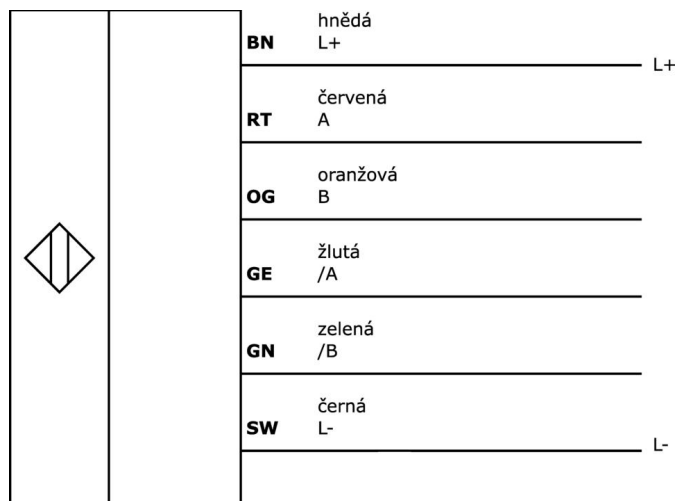 hnědá
BN L+
L+
červená
RT A
oranžová
OG B
žlutá
GE /A
zelená
GN /B
černá
SW L-
L-